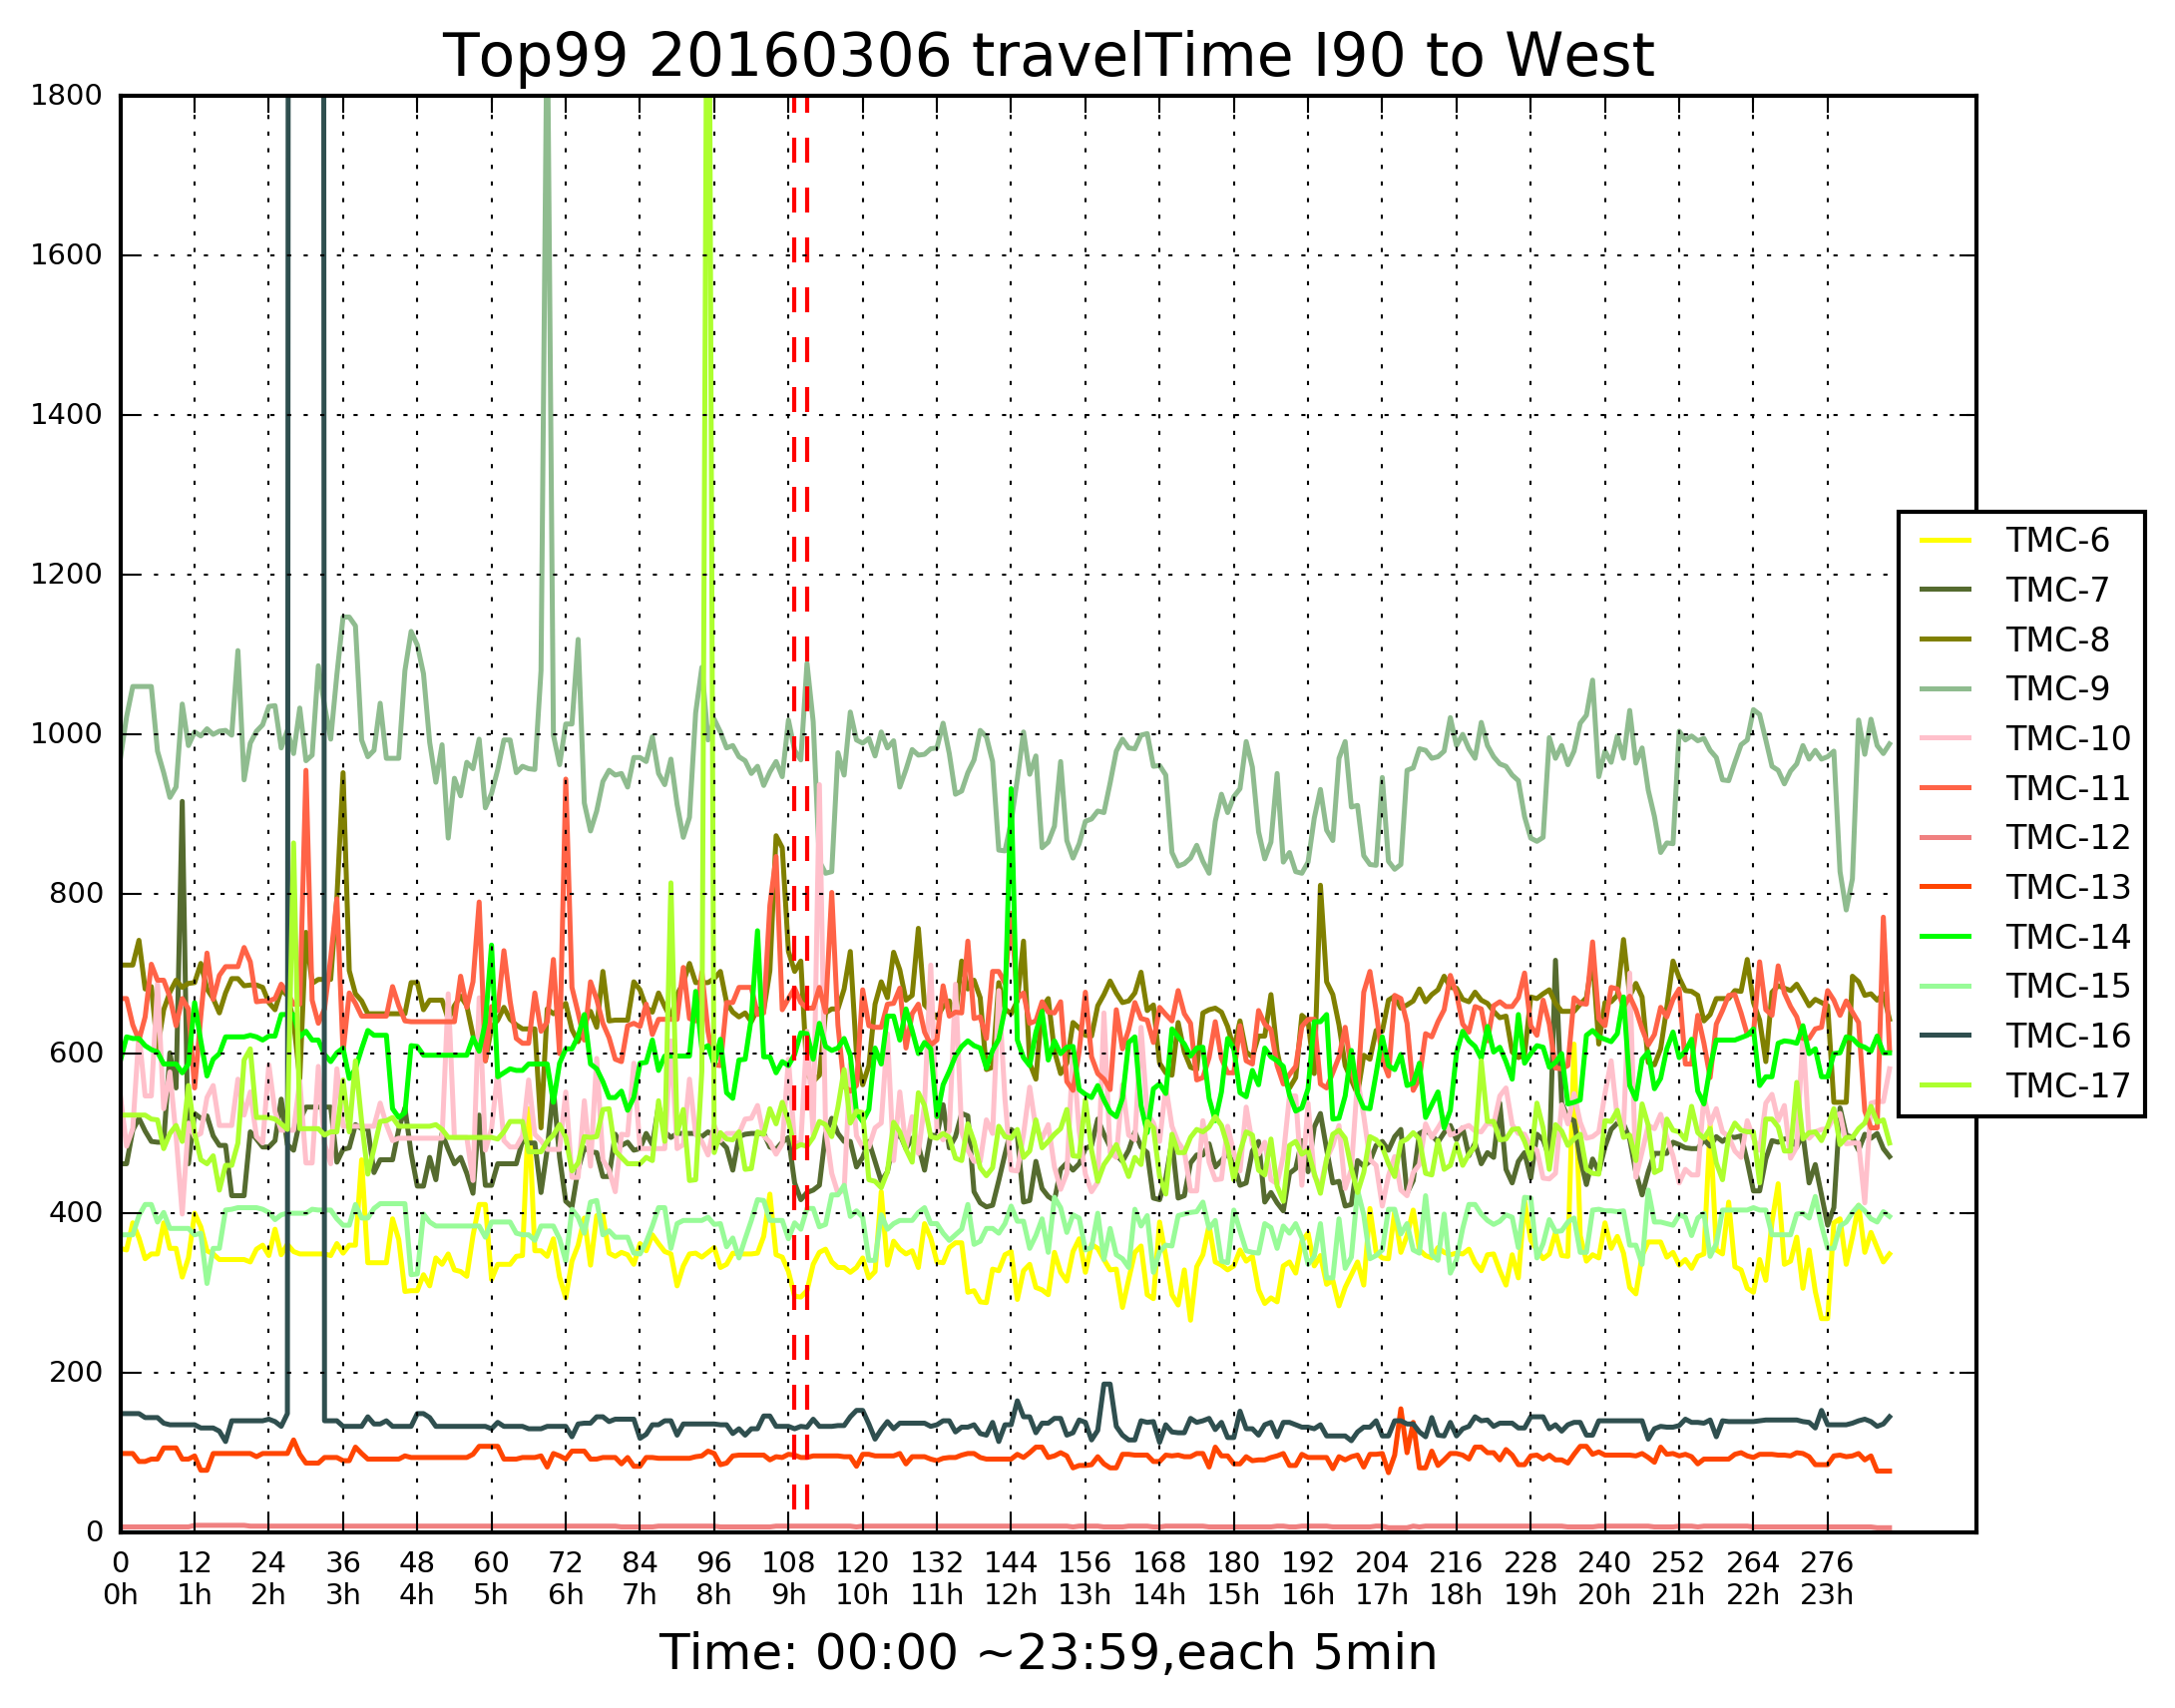 Top99 20160306 travelTime I90 to West
1800
1600
1400
1200
1000
800
600
400
200
0
TMC-6
TMC-7
TMC-8
TMC-9
TMC-10
TMC-11
TMC-12
TMC-13
TMC-14
TMC-15
TMC-16
TMC-17
0 12 24 36 48 60 72 84 96 108 120 132 144 156 168 180 192 204 216 228 240 252 264 276
0h 1h 2h 3h 4h 5h 6h 7h 8h 9h 10h 11h 12h 13h 14h 15h 16h 17h 18h 19h 20h 21h 22h 23h
Time: 00:00 ~23:59,each 5min